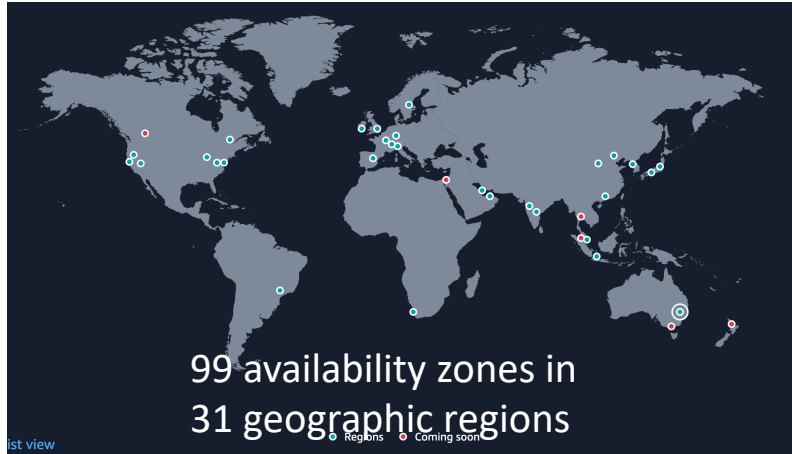 99 availability zones in
31 geographic regions
Regions
Coming soon
ist view